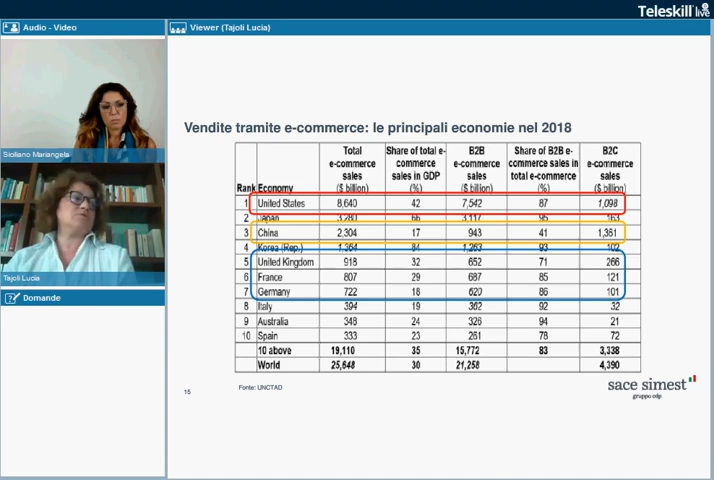 Teleskill live
Audio - Video
Viewer (Tajoli Lucia)
Siciliano Mariangela
Tajoli Lucia
Domande
Vendite tramite e-commerce: le principali economie nel 2018
Rank Economy Total e-commerce sales ($ billion) Share of total e-commerce sales in GDP (%) B2B e-commerce sales ($ billion) Share of B2B e-commerce sales in total e-commerce (%) B2C e-commerce sales ($ billion)
1 United States 8,640 42 7,542 87 1,098
2 Japan 3,280 66 3,117 95 163
3 China 2,304 17 943 41 1,361
4 Korea (Rep.) 1,364 84 1,263 93 102
5 United Kingdom 918 32 652 71 266
6 France 807 29 687 85 121
7 Germany 722 18 620 86 101
8 Italy 394 19 362 92 32
9 Australia 348 24 326 94 21
10 Spain 333 23 261 78 72
10 above 19,110 35 15,772 83 3,338
World 25,648 30 21,258 4,390
15
Fonte: UNCTAD
sace simest
gruppo cdp